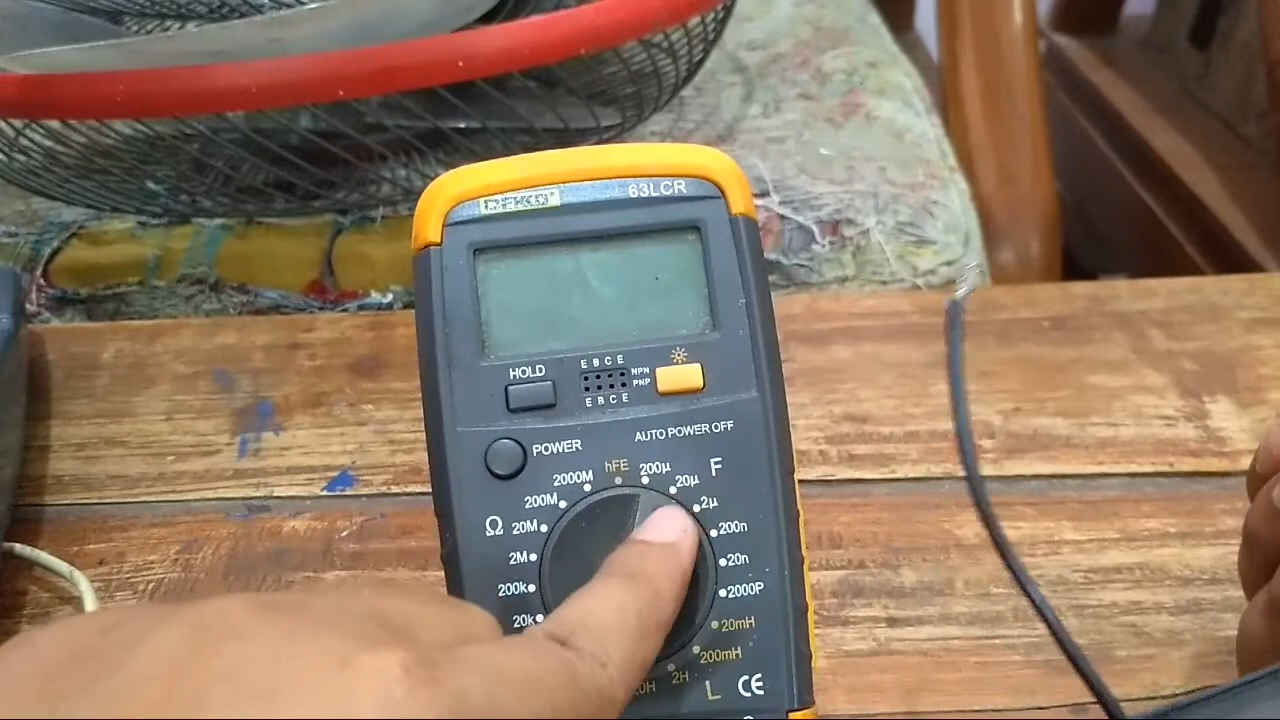 DEKO®
63LCR
HOLD
E B C E
NPN
PNP
E B C E
POWER
AUTO POWER OFF
hFE
200µ
F
2000M
20µ
200M
2µ
Ω
20M
200n
2M
20n
200k
2000P
20k
20mH
200mH
2H
L
CE